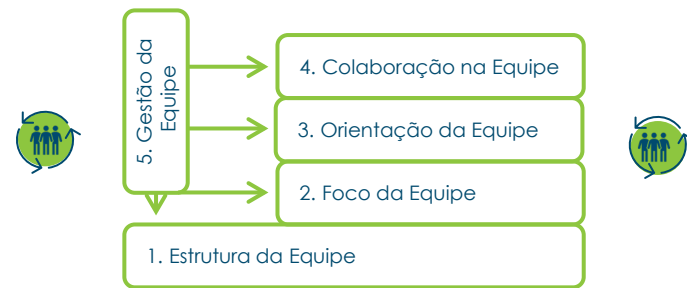 5. Gestão da
Equipe
4. Colaboração na Equipe
3. Orientação da Equipe
2. Foco da Equipe
1. Estrutura da Equipe